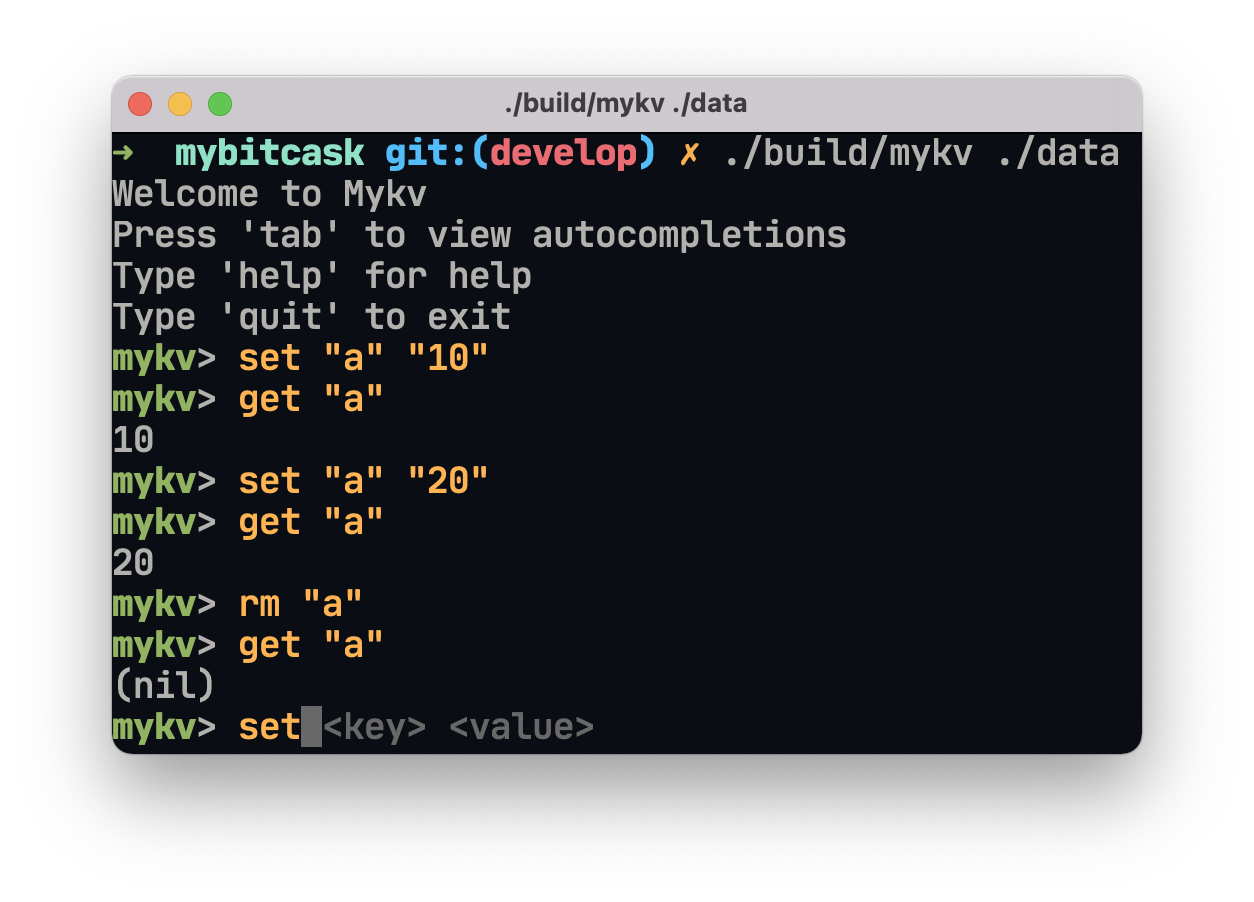 ./build/mykv ./data
➜  mybitcask git:(develop) ✗ ./build/mykv ./data
Welcome to Mykv
Press 'tab' to view autocompletions
Type 'help' for help
Type 'quit' to exit
mykv> set "a" "10"
mykv> get "a"
10
mykv> set "a" "20"
mykv> get "a"
20
mykv> rm "a"
mykv> get "a"
(nil)
mykv> set <key> <value>